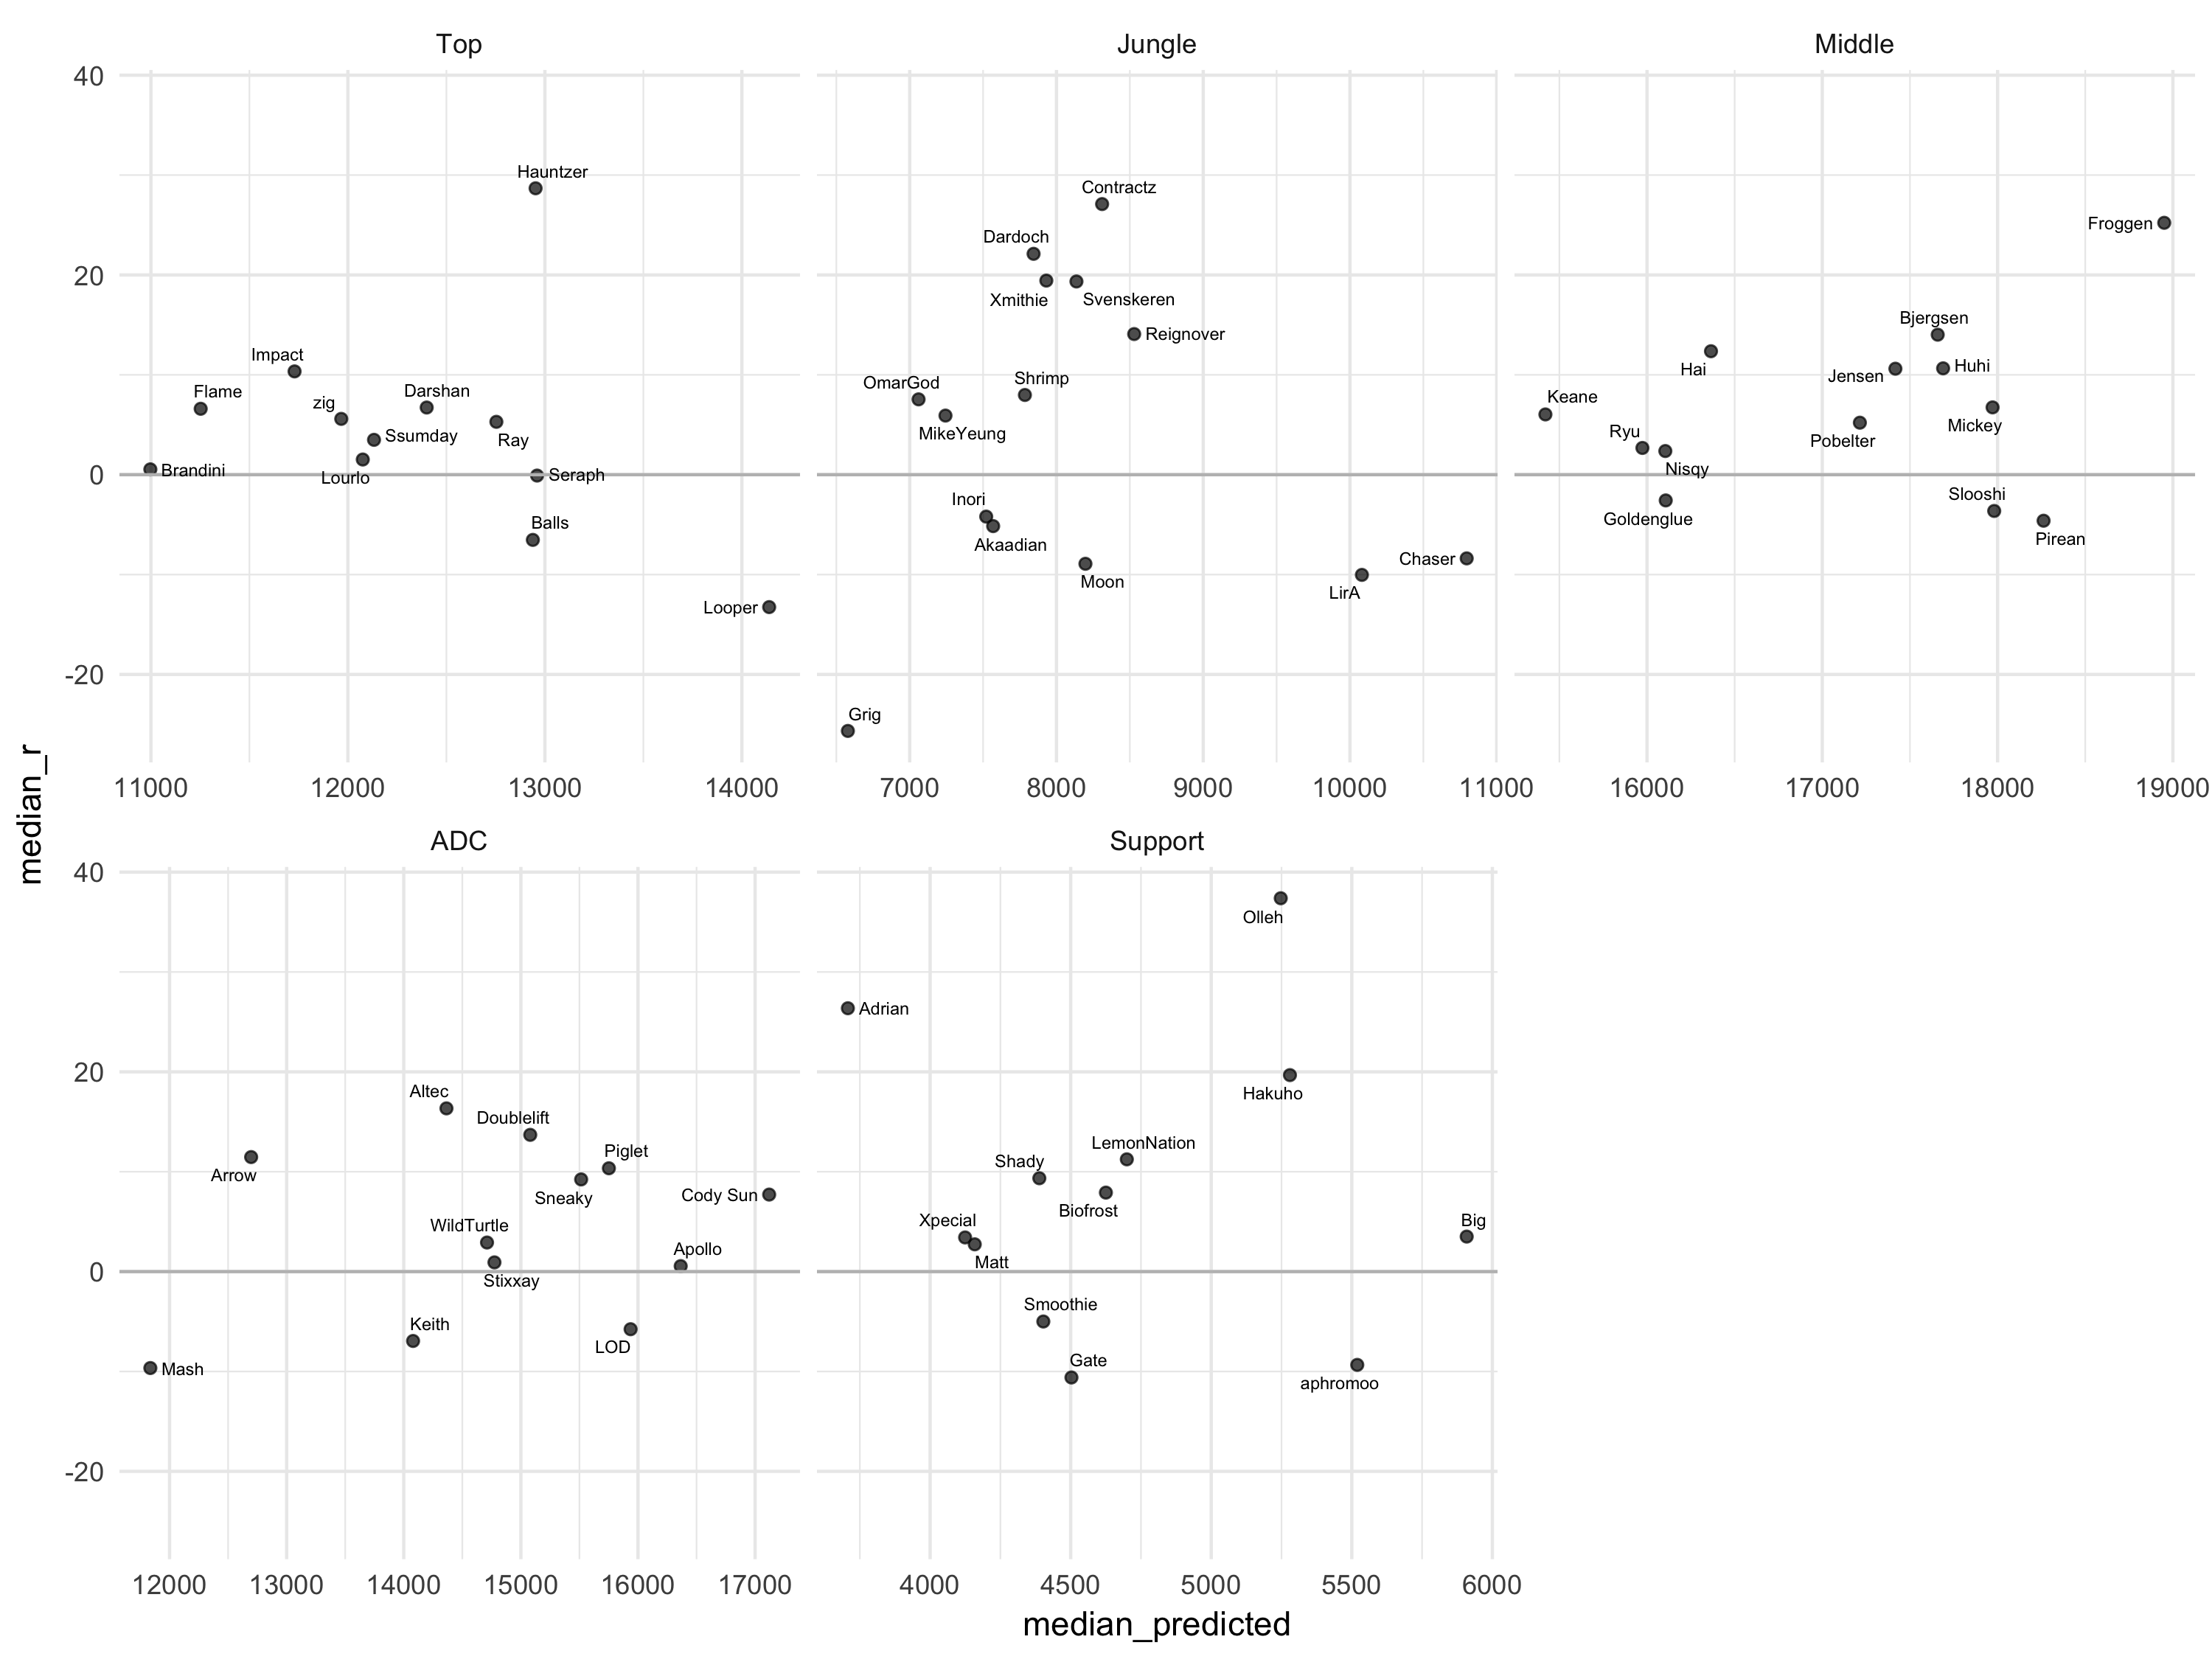 Top
Jungle
Middle
40
20
0
-20
Hauntzer
Impact
Flame
zig
Darshan
Ssumday
Ray
Brandini
Lourlo
Seraph
Balls
Looper
Contractz
Dardoch
Xmithie
Svenskeren
Reignover
OmarGod
Shrimp
MikeYeung
Inori
Akaadian
Moon
Chaser
LirA
Grig
Froggen
Bjergsen
Hai
Jensen
Huhi
Keane
Mickey
Ryu
Pobelter
Nisqy
Slooshi
Goldenglue
Pirean
11000 12000 13000 14000
7000 8000 9000 10000 11000
16000 17000 18000 19000
median_r
ADC
Support
40
20
0
-20
Altec
Doublelift
Arrow
Piglet
Sneaky
Cody Sun
WildTurtle
Apollo
Stixxay
Keith
LOD
Mash
Olleh
Adrian
Hakuho
LemonNation
Shady
Biofrost
Xpecial
Big
Matt
Smoothie
Gate
aphromoo
12000 13000 14000 15000 16000 17000
4000 4500 5000 5500 6000
median_predicted